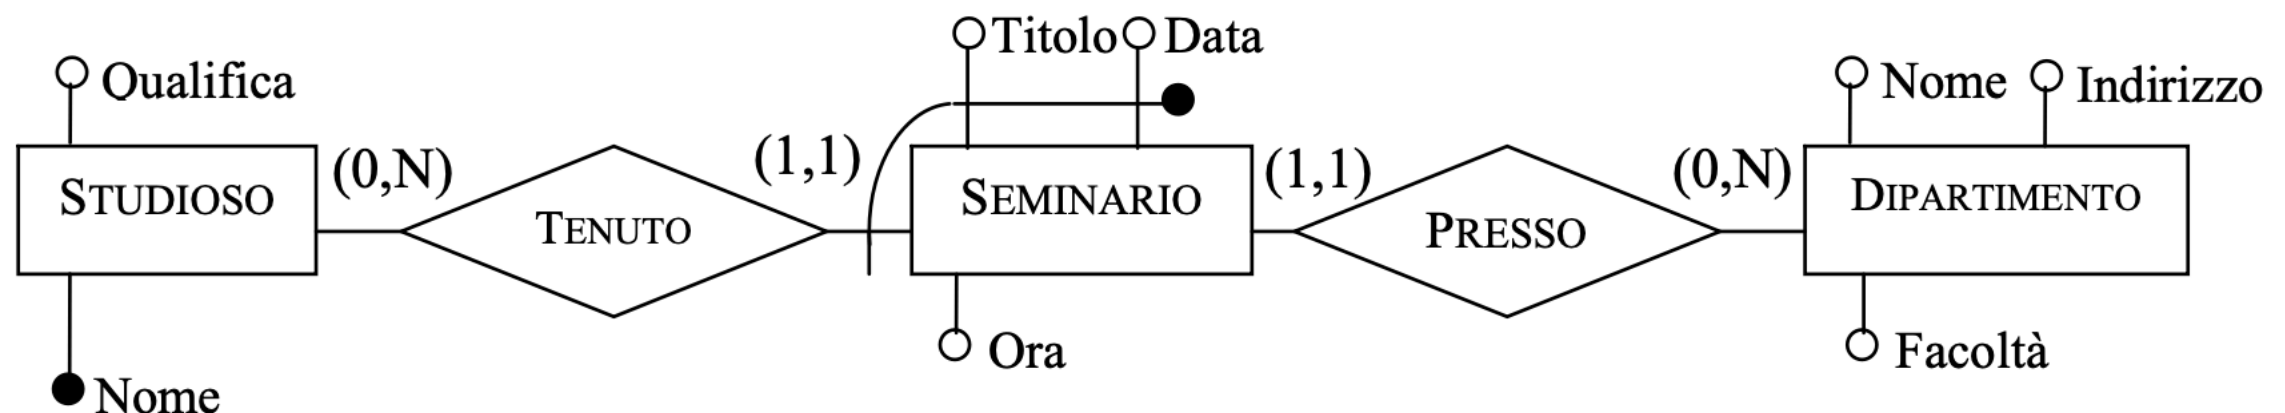 Titolo Data
Qualifica
Nome Indirizzo
(0,N) (1,1) (1,1) (0,N)
STUDIOSO TENUTO SEMINARIO PRESSO DIPARTIMENTO
Ora Facoltà
Nome